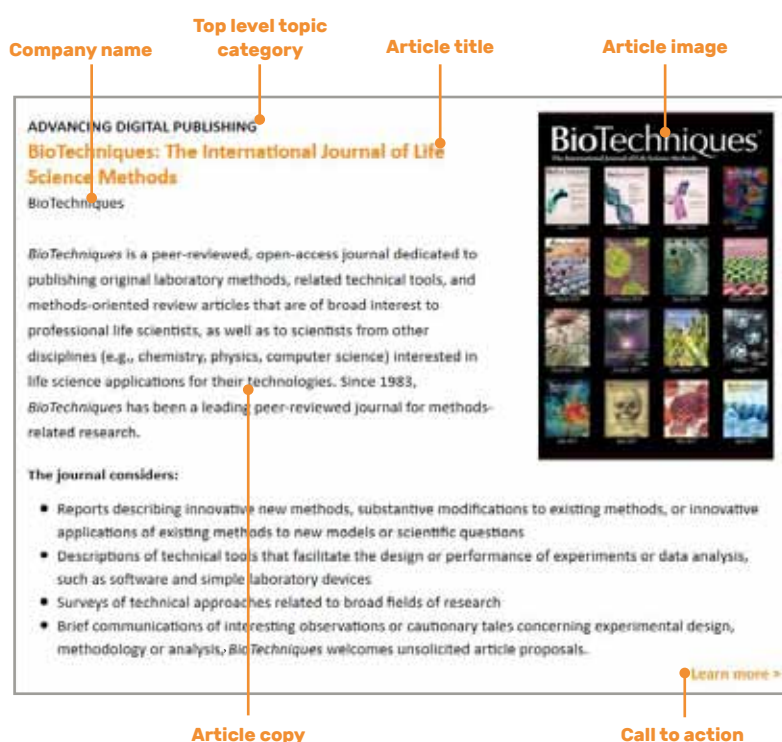 Top level topic
category
Company name
Article title
Article image
ADVANCING DIGITAL PUBLISHING
BioTechniques: The International Journal of Life
Science Methods
BioTechniques
BioTechniques is a peer-reviewed, open-access journal dedicated to
publishing original laboratory methods, related technical tools, and
methods-oriented review articles that are of broad interest to
professional life scientists, as well as to scientists from other
disciplines (e.g., chemistry, physics, computer science) interested in
life science applications for their technologies. Since 1983,
BioTechniques has been a leading peer-reviewed journal for methods-
related research.
BioTechniques
The International Journal of Life Science Methods
The journal considers:
• Reports describing innovative new methods, substantive modifications to existing methods, or innovative
applications of existing methods to new models or scientific questions
• Descriptions of technical tools that facilitate the design or performance of experiments or data analysis,
such as software and simple laboratory devices
• Surveys of technical approaches related to broad fields of research
• Brief communications of interesting observations or cautionary tales concerning experimental design,
methodology or analysis, BioTechniques welcomes unsolicited article proposals.
Learn more »
Article copy
Call to action